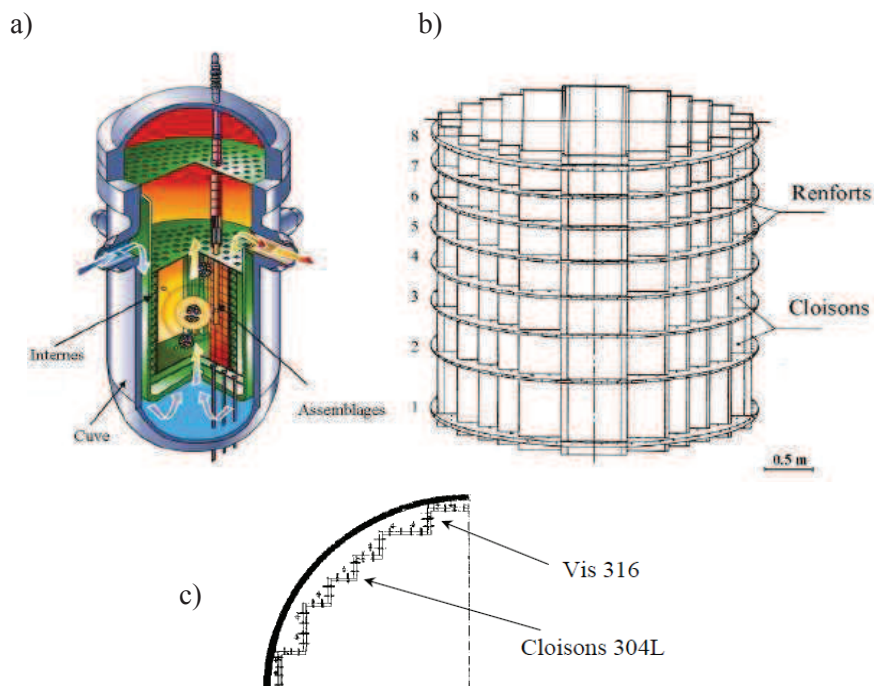 a)
b)
Internes
Cuve
Assemblages
8
7
6
5
4
3
2
1
Renforts
Cloisons
0.5 m
c)
Vis 316
Cloisons 304L